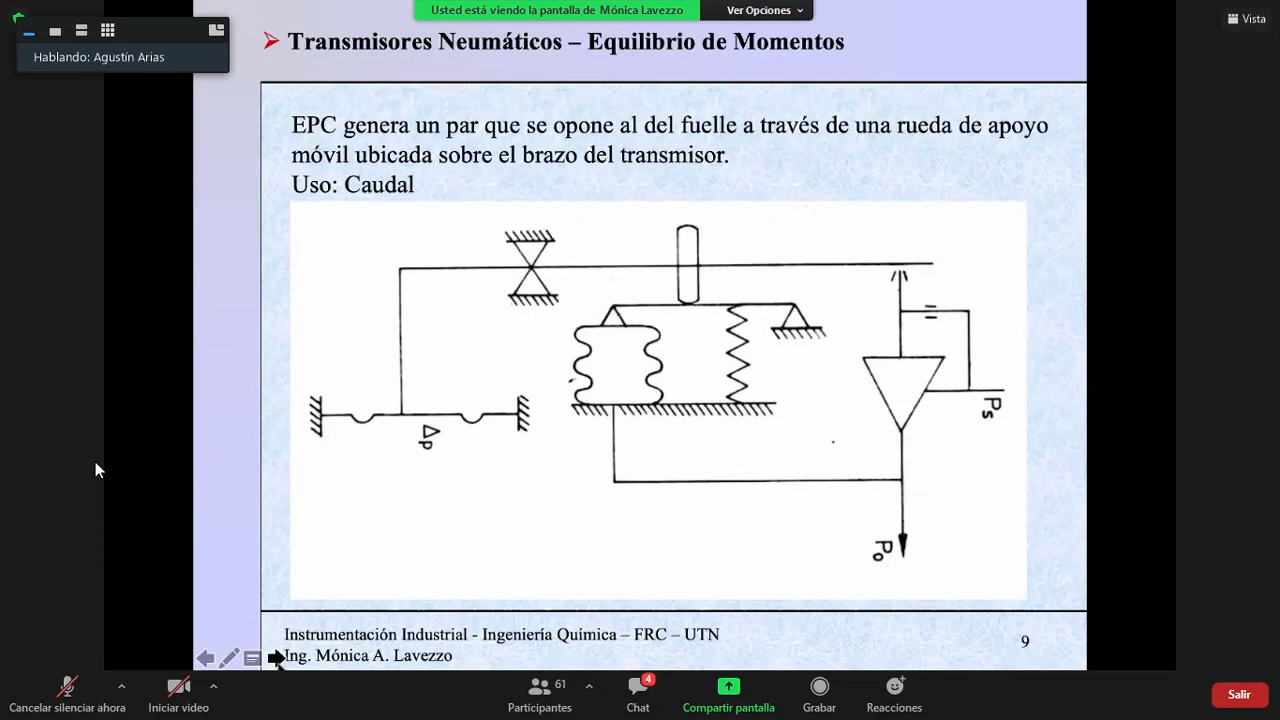 Usted está viendo la pantalla de Mónica Lavezzo
Ver Opciones
Vista
Hablando: Agustín Arias
Transmisores Neumáticos – Equilibrio de Momentos
EPC genera un par que se opone al del fuelle a través de una rueda de apoyo
móvil ubicada sobre el brazo del transmisor.
Uso: Caudal
Δp
Ps
Po
Instrumentación Industrial - Ingeniería Química – FRC – UTN
9
Ing. Mónica A. Lavezzo
Cancelar silenciar ahora
Iniciar video
61
Participantes
4
Chat
Compartir pantalla
Grabar
Reacciones
Salir